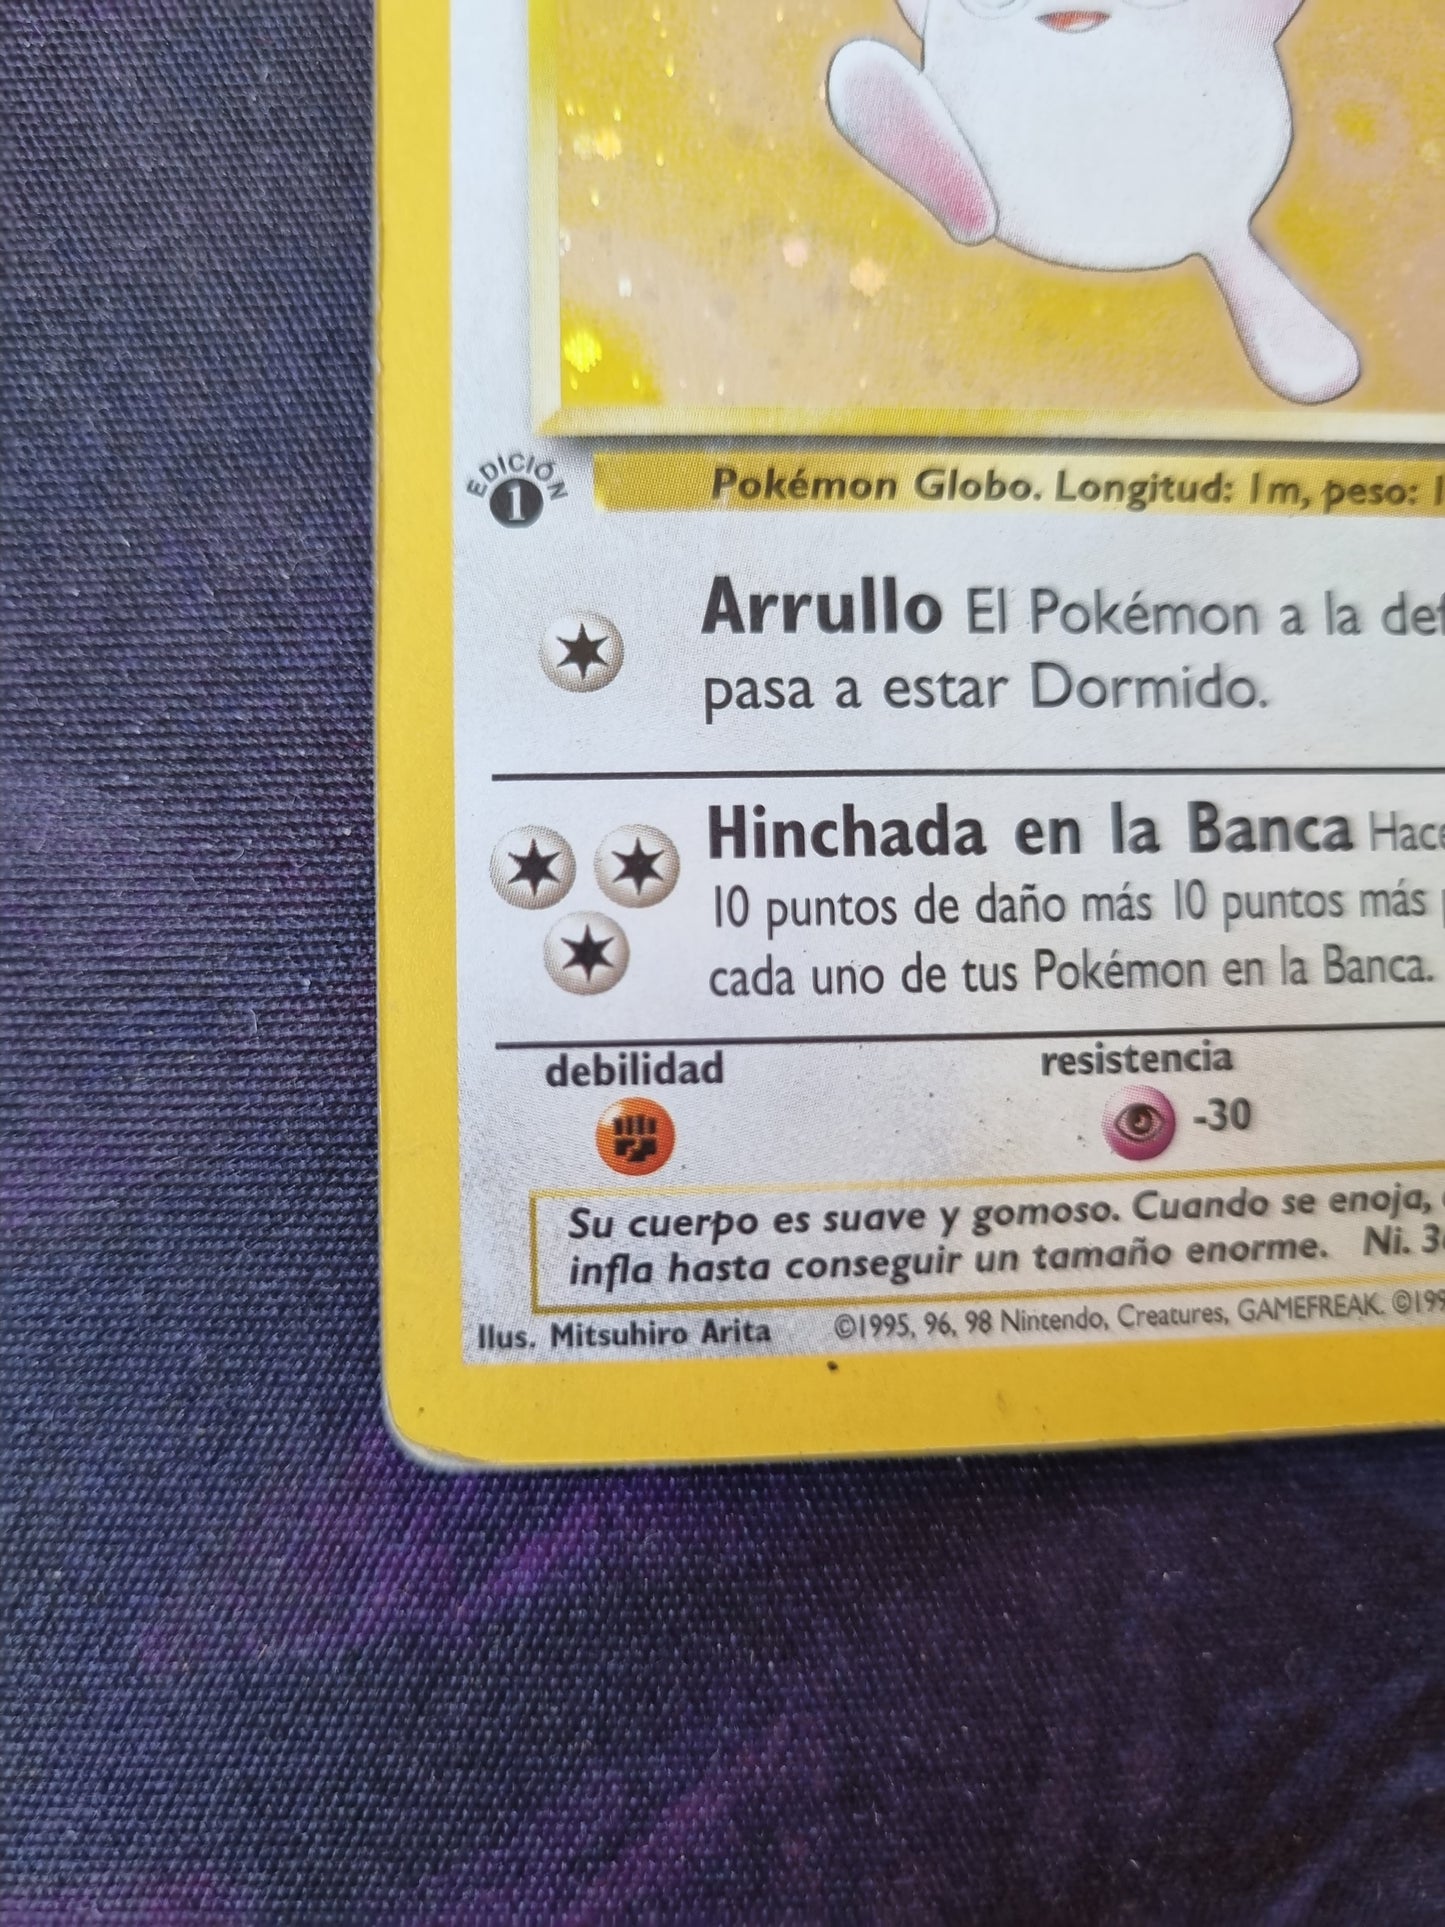 EDICIÓN
1
Pokémon Globo. Longitud: 1m, peso:
Arrullo El Pokémon a la
pasa a estar Dormido.
Hinchada en la Banca
10 puntos de daño más 10 puntos más
cada uno de tus Pokémon en la Banca.
debilidad resistencia
-30
Su cuerpo es suave y gomoso. Cuando se enoja,
infla hasta conseguir un tamaño enorme. Ni.
Ilus. Mitsuhiro Arita ©1995, 96, 98 Nintendo, Creatures, GAMEFREAK.